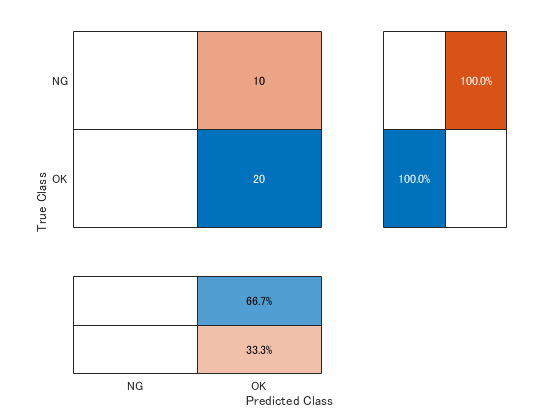 NG
10
100.0%
OK
20
100.0%
True Class
66.7%
33.3%
NG
OK
Predicted Class